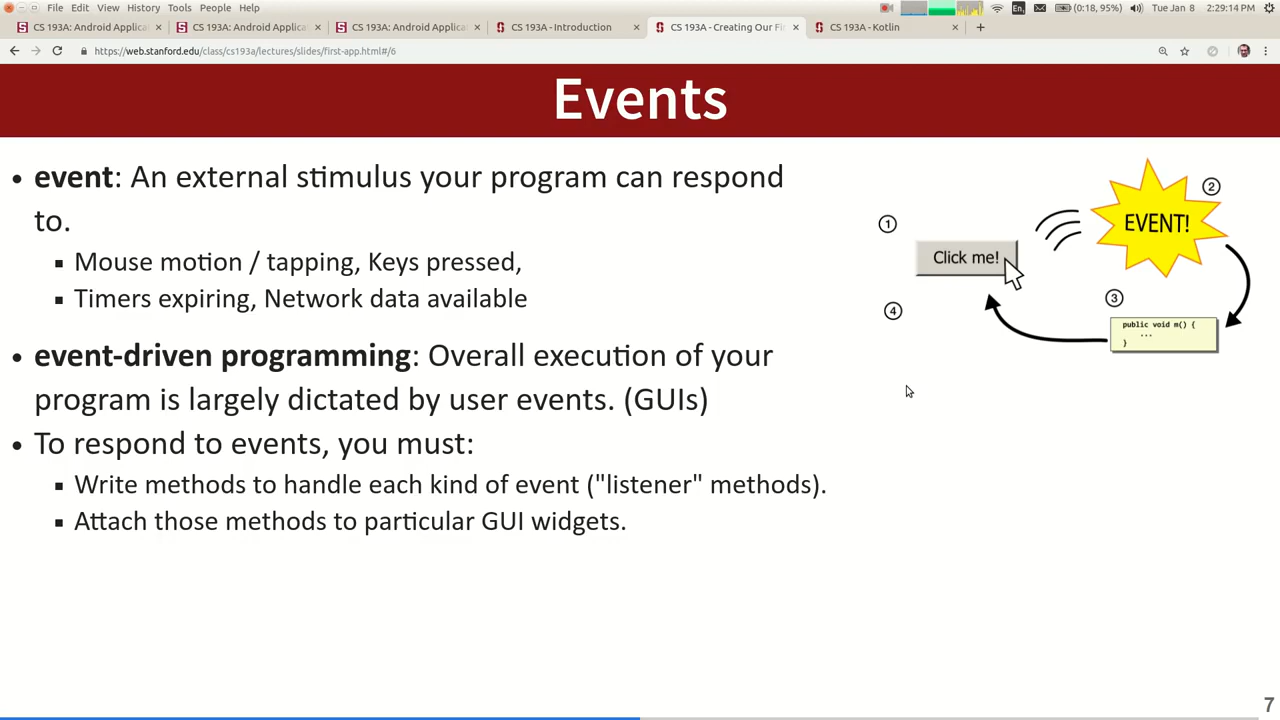 File Edit View History Tools People Help
En (0:18, 95%) Tue Jan 8 2:29:14 PM
CS 193A: Android Applica × CS 193A: Android Applica × CS 193A: Android Applica × CS 193A - Introduction × CS 193A - Creating Our Fi × CS 193A - Kotlin ×
https://web.stanford.edu/class/cs193a/lectures/slides/first-app.html#/6
Events
• event: An external stimulus your program can respond
to.
▪ Mouse motion / tapping, Keys pressed,
▪ Timers expiring, Network data available
• event-driven programming: Overall execution of your
program is largely dictated by user events. (GUIs)
• To respond to events, you must:
▪ Write methods to handle each kind of event ("listener" methods).
▪ Attach those methods to particular GUI widgets.
①
Click me!
②
EVENT!
③
public void m() {
...
}
④
7